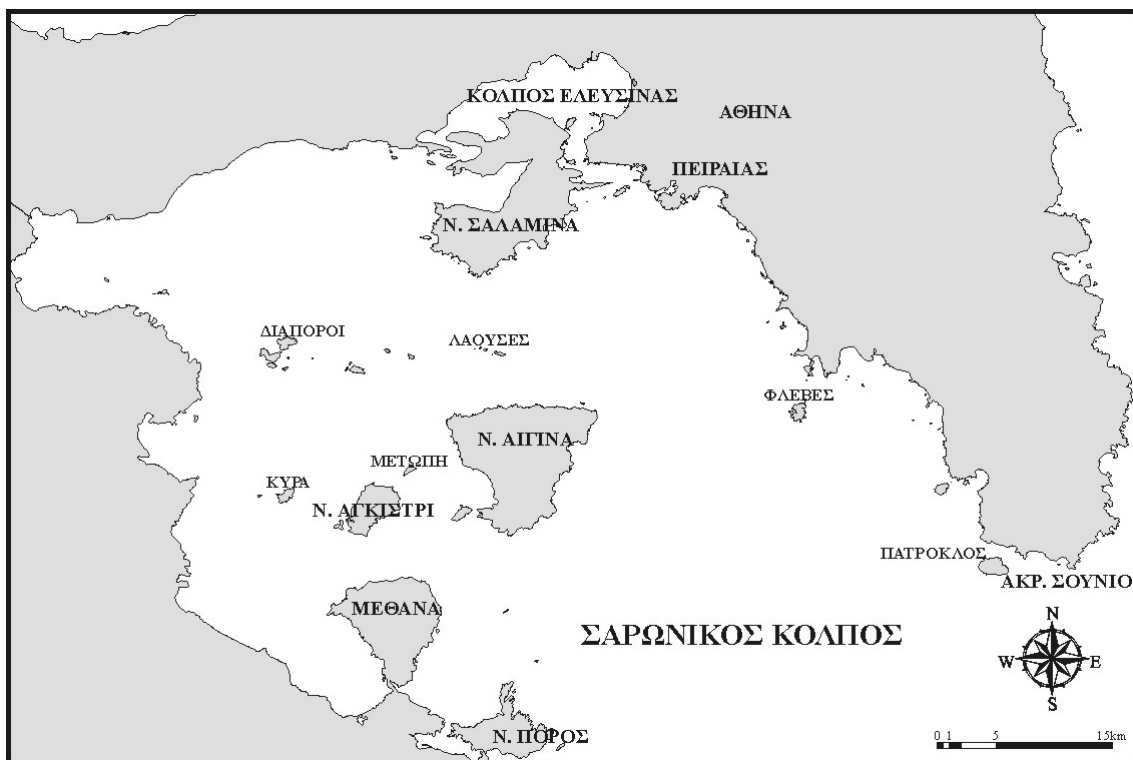 ΚΟΛΠΟΣ ΕΛΕΥΣΙΝΑΣ
ΑΘΗΝΑ
ΠΕΙΡΑΙΑΣ
Ν. ΣΑΛΑΜΙΝΑ
ΔΙΑΠΟΡΟΙ
ΛΑΟΥΣΕΣ
ΦΛΕΒΕΣ
Ν. ΑΙΓΙΝΑ
ΜΕΤΩΠΗ
ΚΥΡΑ
Ν. ΑΓΚΙΣΤΡΙ
ΠΑΤΡΟΚΛΟΣ
ΑΚΡ. ΣΟΥΝΙΟ
ΜΕΘΑΝΑ
ΣΑΡΩΝΙΚΟΣ ΚΟΛΠΟΣ
N
W E
S
Ν. ΠΟΡΟΣ
0 1 5 15km